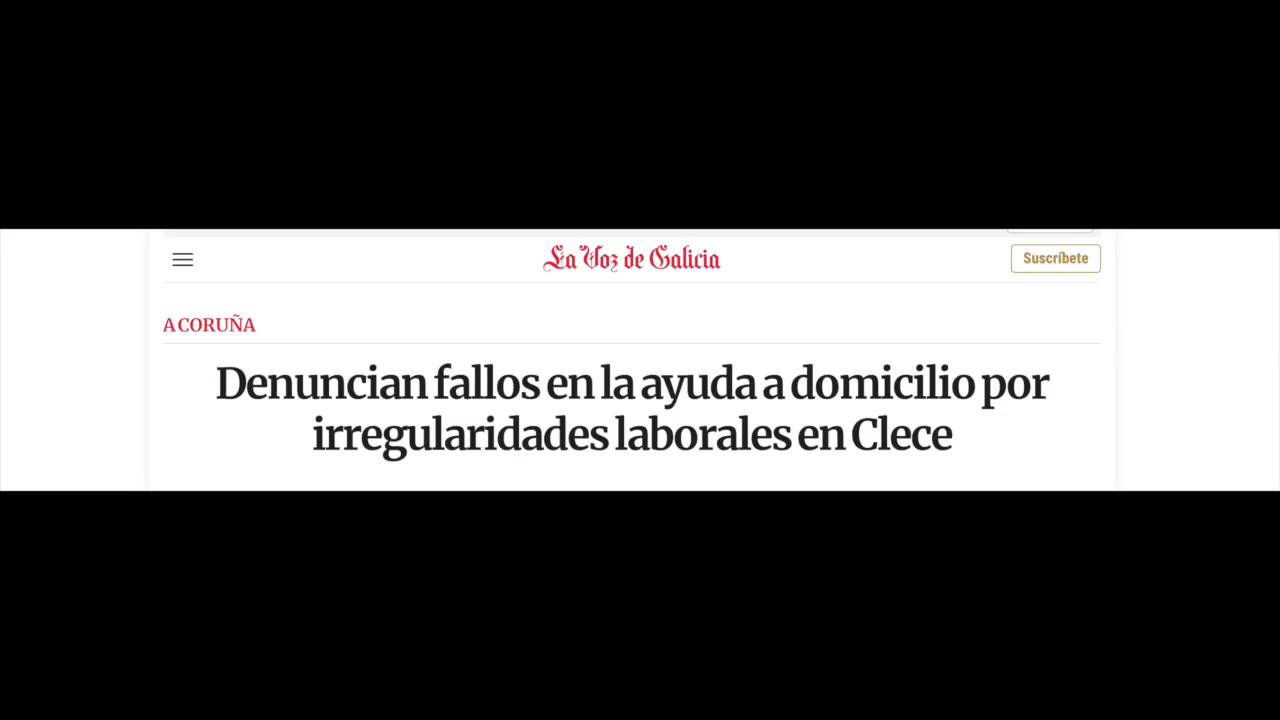 La Voz de Galicia
Suscríbete
A CORUÑA
Denuncian fallos en la ayuda a domicilio por
irregularidades laborales en Clece